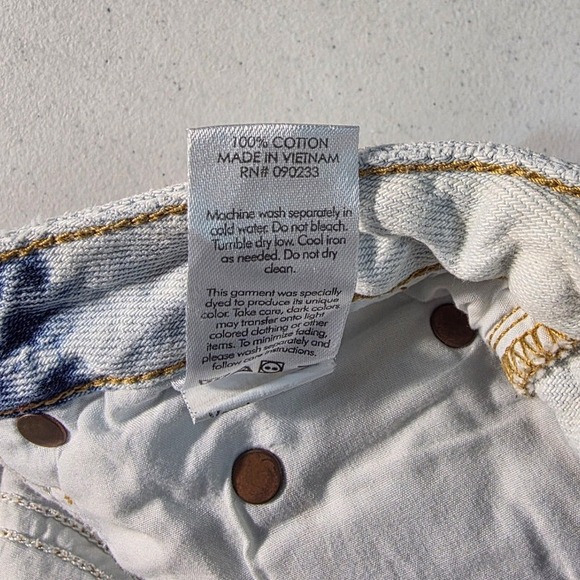 100% COTTON
MADE IN VIETNAM
RN# 090233
Machine wash separately in
cold water. Do not bleach.
Tumble dry low. Cool iron
as needed. Do not dry
clean.
This garment was specially
dyed to produce its unique
color. Take care, dark colors
may transfer onto light
colored clothing or other
items. To minimize fading,
please wash separately and
follow care instructions.